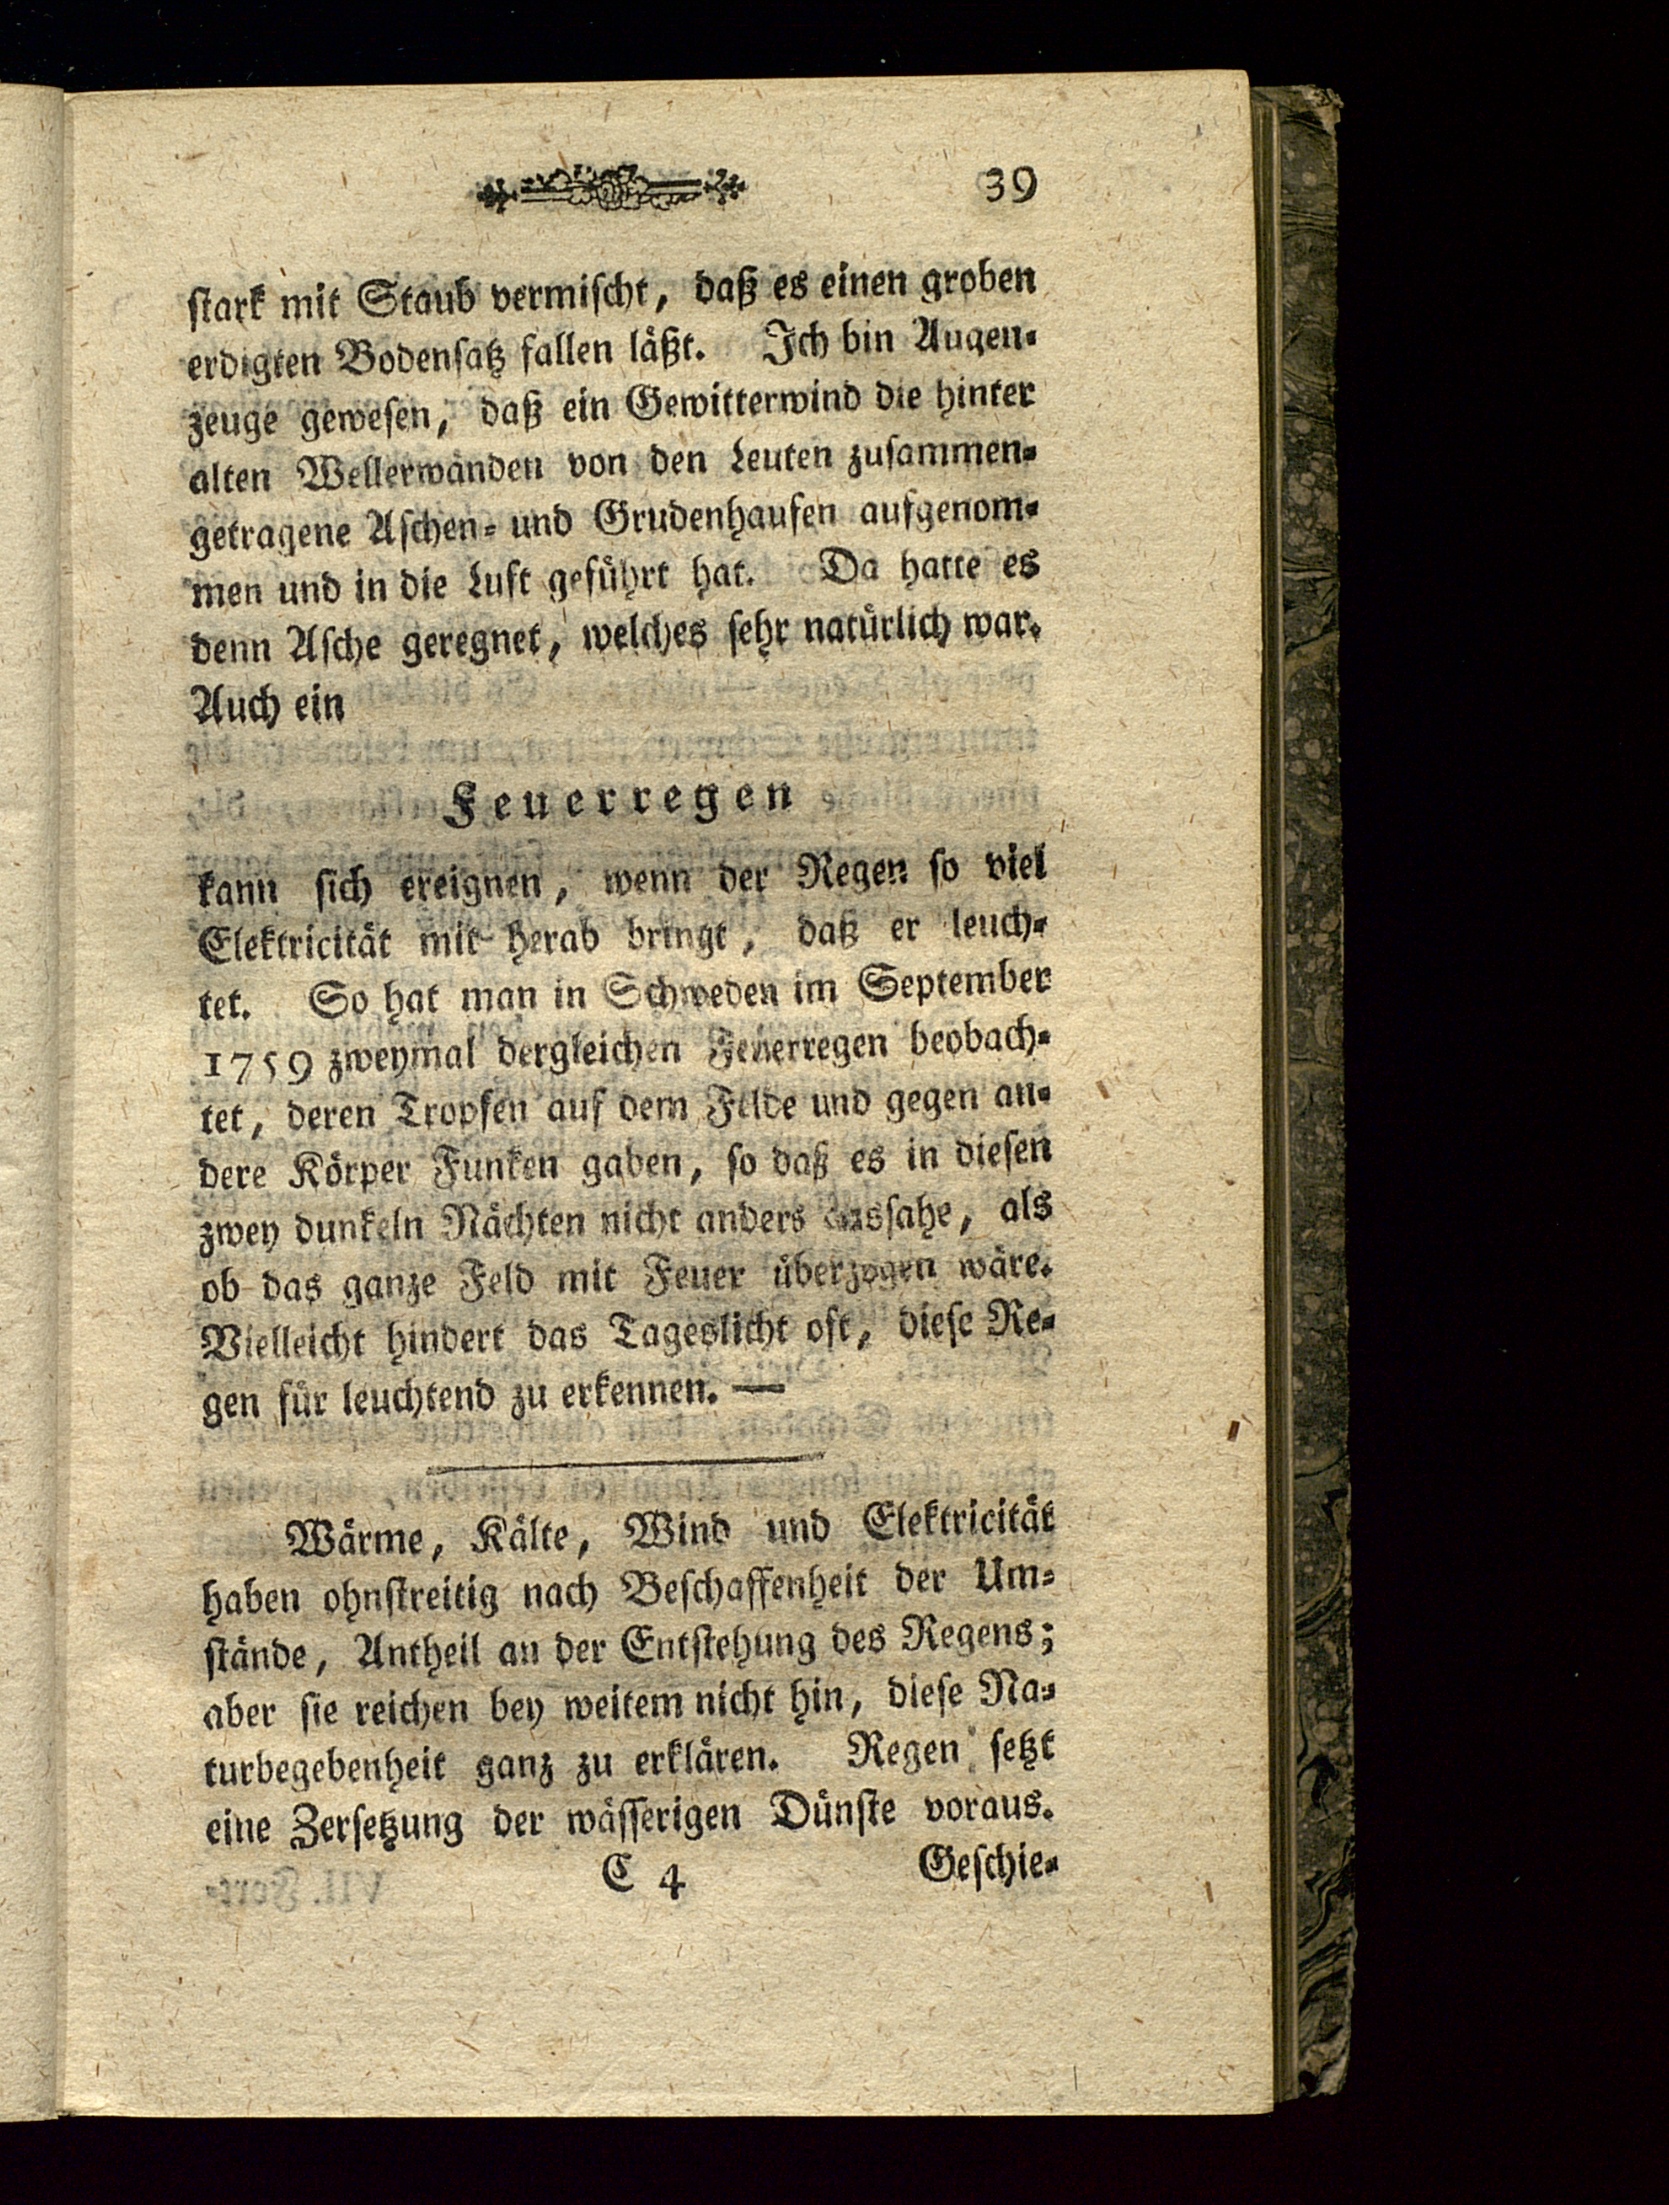 39
stark mit Staub vermischt, daß es einen groben
erdigten Bodensatz fallen läßt. Ich bin Augen-
zeuge gewesen, daß ein Gewitterwind die hinter
alten Wellerwänden von den Leuten zusammen-
getragene Aschen- und Grudenhaufen aufgenom-
men und in die Luft geführt hat. Da hatte es
denn Asche geregnet, welches sehr natürlich war.
Auch ein
Feuerregen
kann sich ereignen, wenn der Regen so viel
Elektricität mit herab bringt, daß er leuch-
tet. So hat man in Schweden im September
1759 zweymal dergleichen Feuerregen beobach-
tet, deren Tropfen auf dem Felde und gegen an-
dere Körper Funken gaben, so daß es in diesen
zwey dunkeln Nächten nicht anders aussahe, als
ob das ganze Feld mit Feuer überzogen wäre.
Vielleicht hindert das Tageslicht oft, diese Re-
gen für leuchtend zu erkennen. —
Wärme, Kälte, Wind und Elektricität
haben ohnstreitig nach Beschaffenheit der Um-
stände, Antheil an der Entstehung des Regens;
aber sie reichen bey weitem nicht hin, diese Na-
turbegebenheit ganz zu erklären. Regen setzt
eine Zersetzung der wässerigen Dünste voraus.
C 4 Geschie-